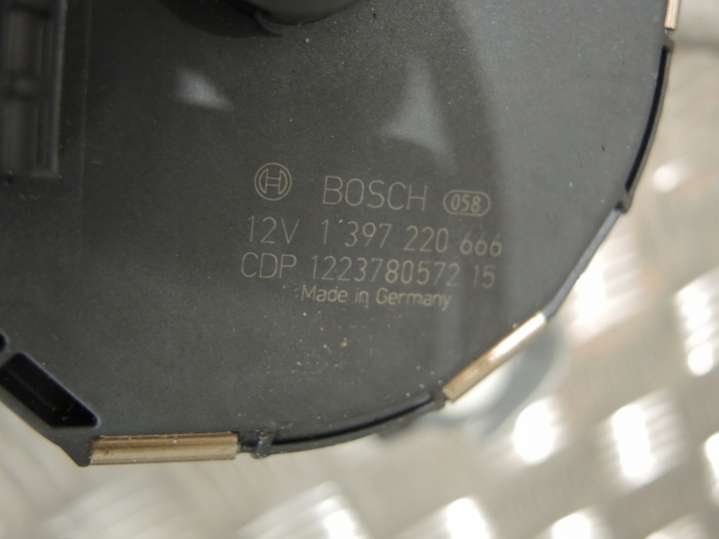 BOSCH 058
12V 1 397 220 666
CDP 1223780572 15
Made in Germany